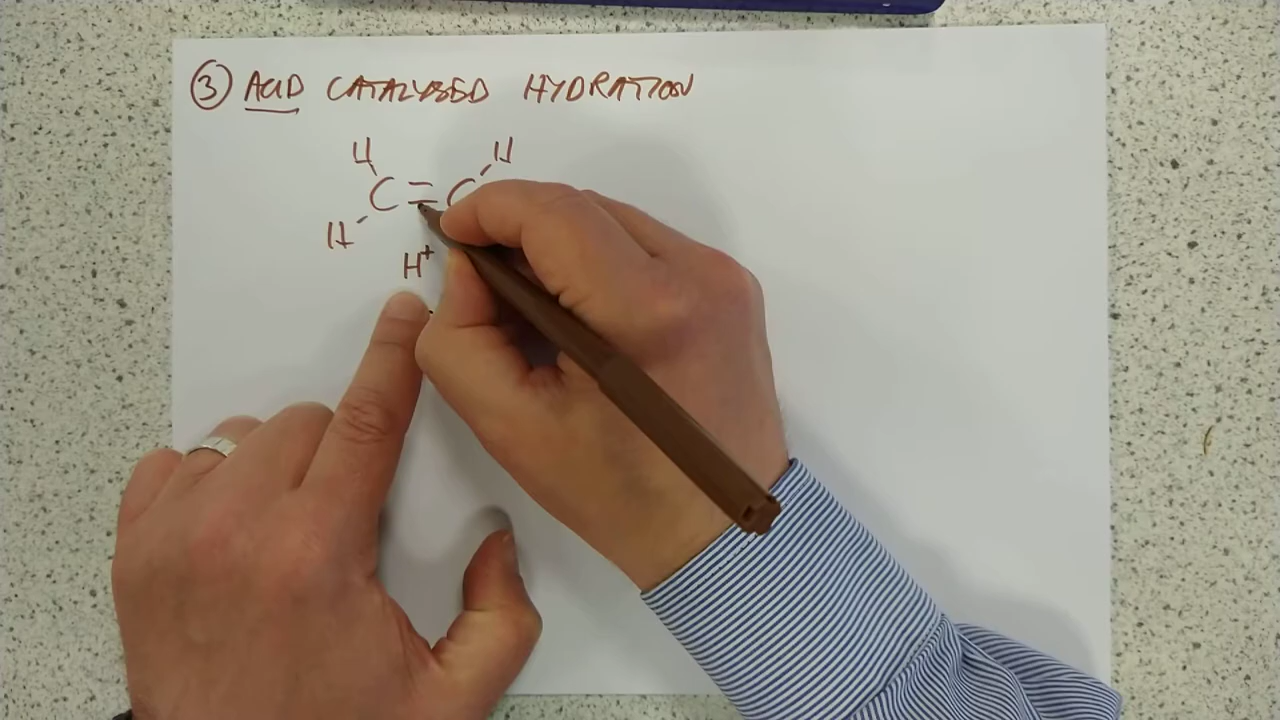 ③ ACID CATALYSED HYDRATION
H H
C = C
H
H⁺